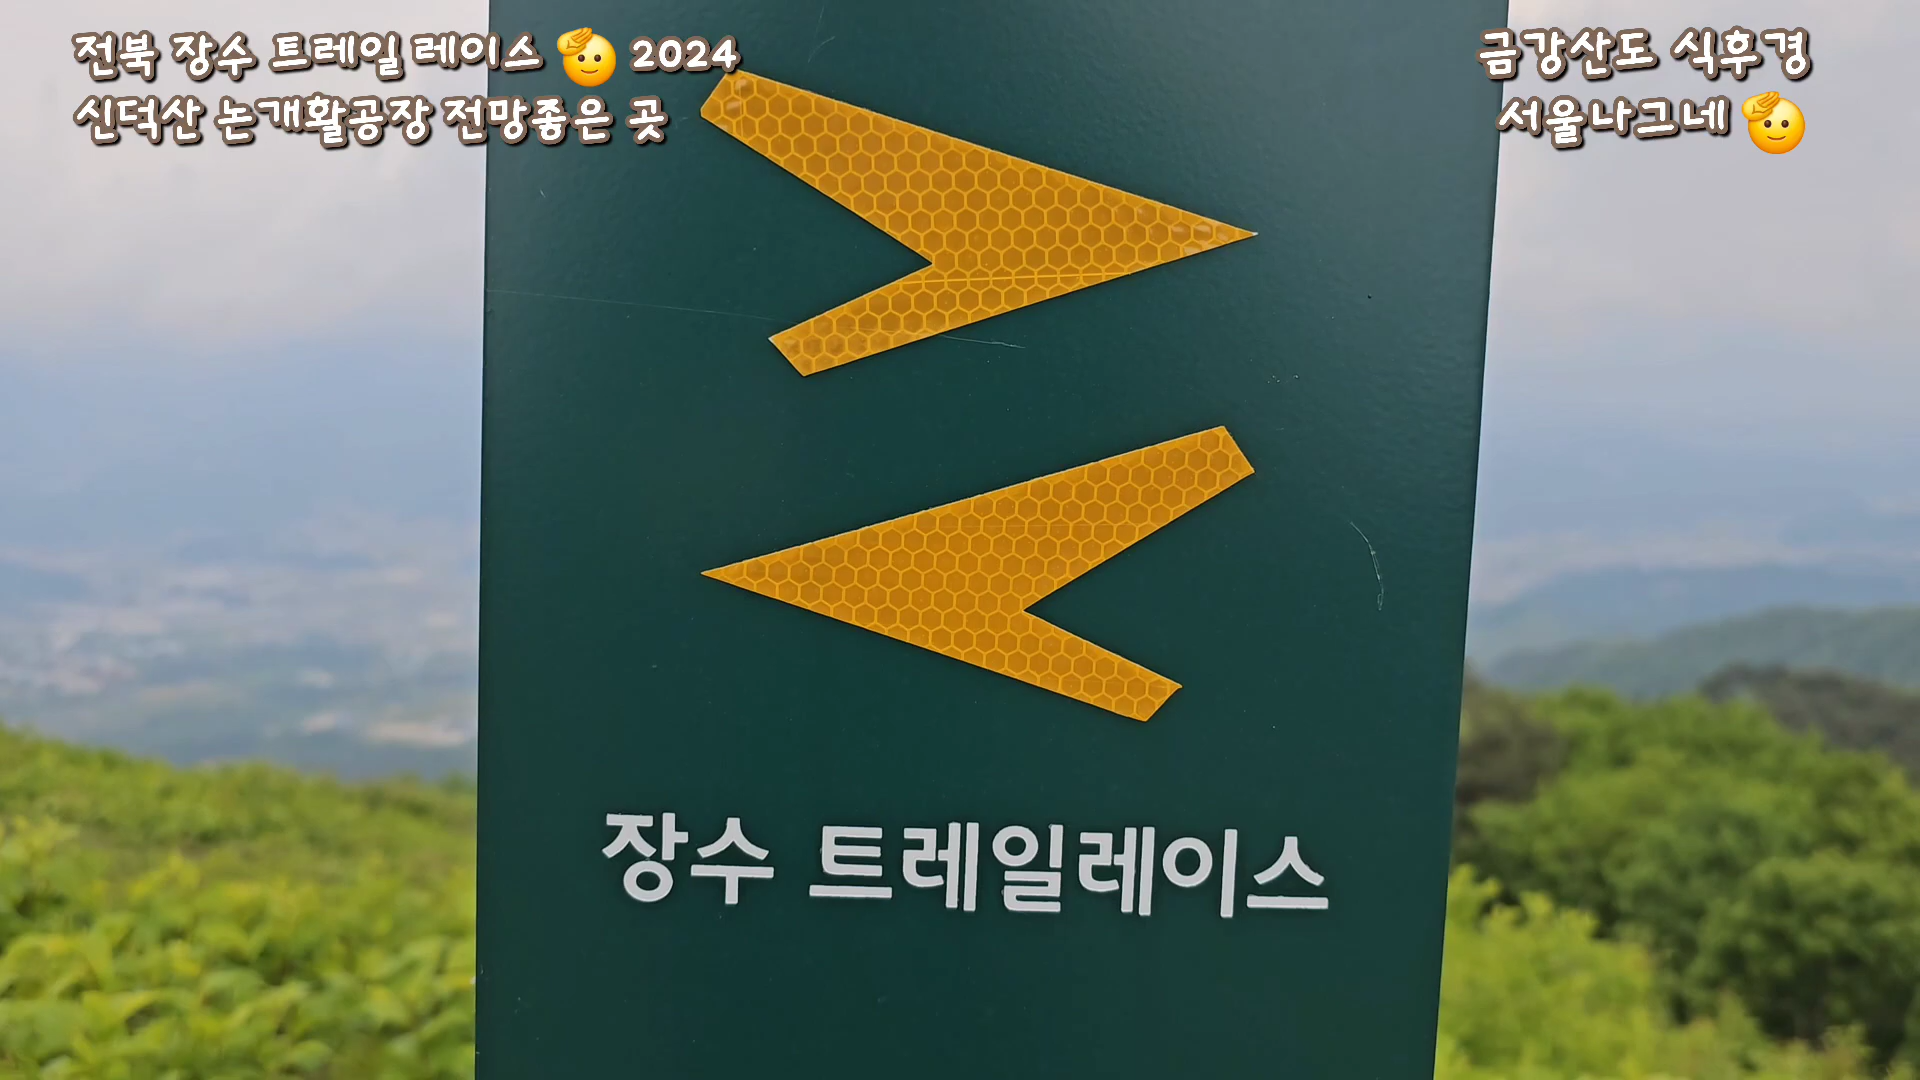 전북 장수 트레일 레이스 🫡 2024
신덕산 논개활공장 전망좋은 곳
금강산도 식후경
서울나그네 🫡
장수 트레일레이스